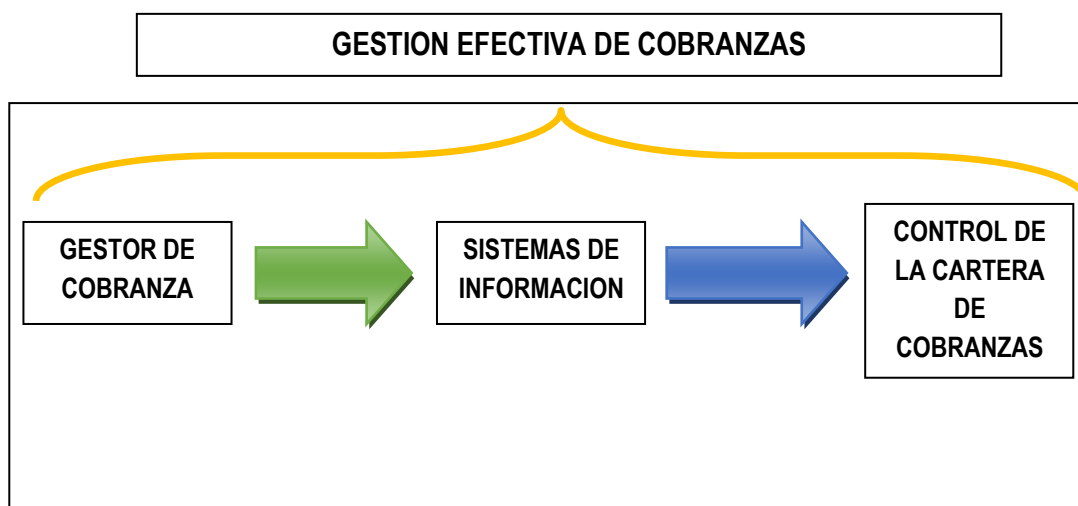 GESTION EFECTIVA DE COBRANZAS
GESTOR DE
COBRANZA
SISTEMAS DE
INFORMACION
CONTROL DE
LA CARTERA
DE
COBRANZAS